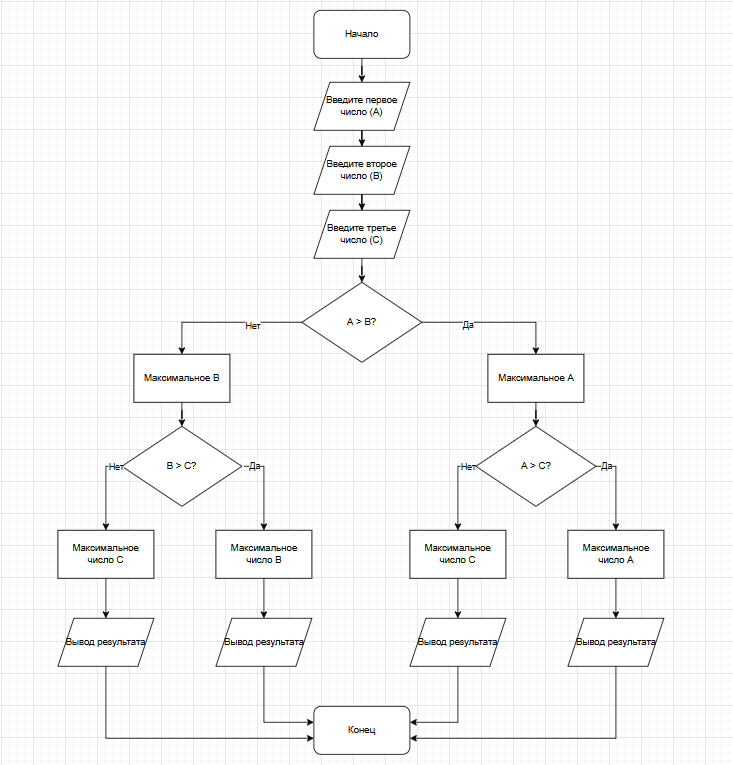 Начало
Введите первое
число (A)
Введите второе
число (B)
Введите третье
число (C)
A > B?
Нет
Да
Максимальное B
Максимальное A
B > C?
Нет
Да
A > C?
Нет
Да
Максимальное
число C
Максимальное
число B
Максимальное
число C
Максимальное
число A
Вывод результата
Вывод результата
Вывод результата
Вывод результата
Конец